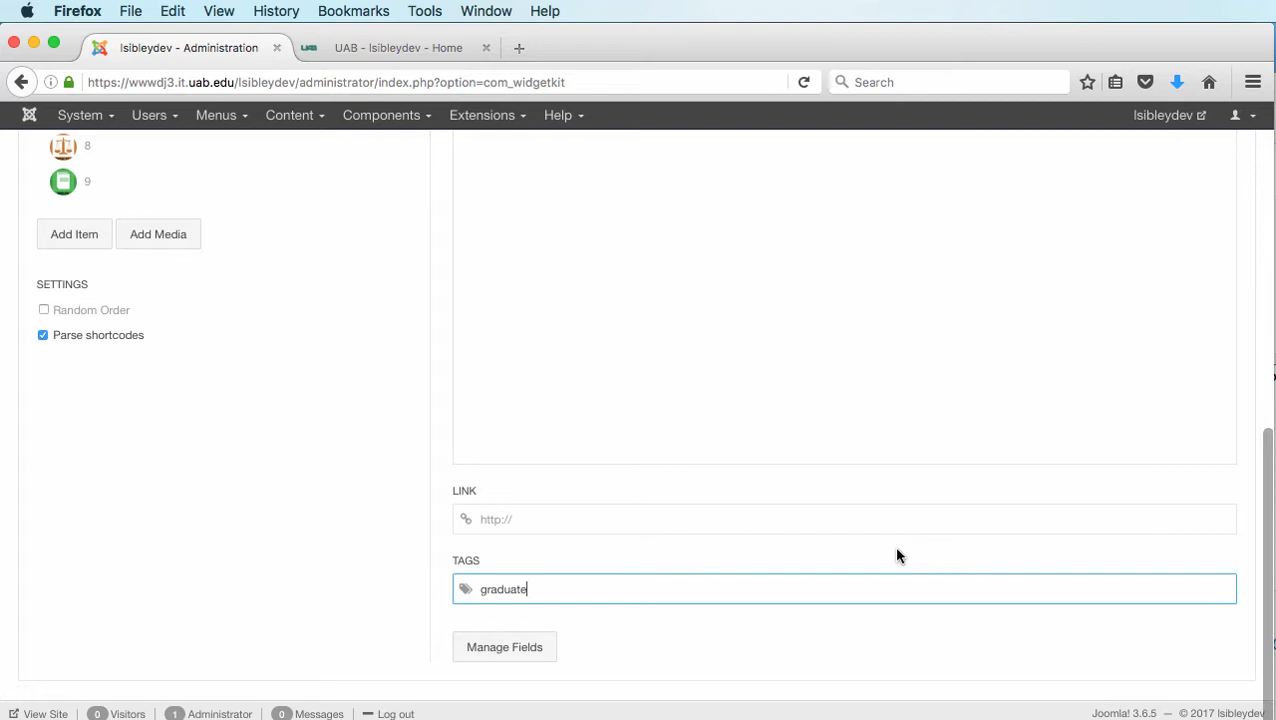 Firefox File Edit View History Bookmarks Tools Window Help
lsibleydev - Administration UAB - lsibleydev - Home
https://wwwdj3.it.uab.edu/lsibleydev/administrator/index.php?option=com_widgetkit Search
System Users Menus Content Components Extensions Help lsibleydev
8
9
Add Item Add Media
SETTINGS
Random Order
Parse shortcodes
LINK
http://
TAGS
graduate
Manage Fields
View Site 0 Visitors 1 Administrator 0 Messages Log out Joomla! 3.6.5 — © 2017 lsibleydev